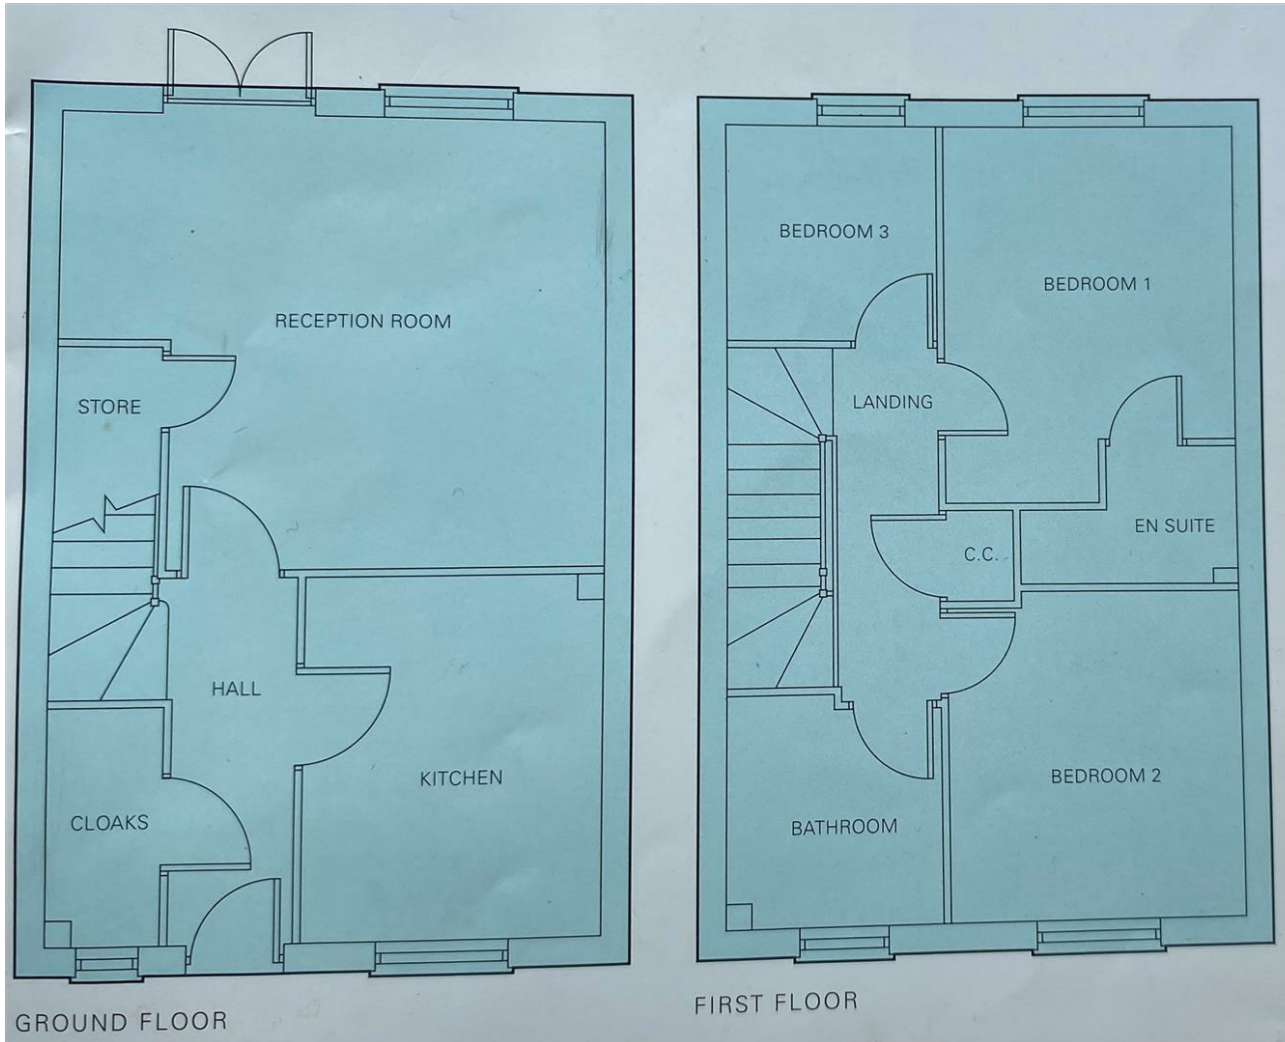 RECEPTION ROOM
STORE
HALL
KITCHEN
CLOAKS
GROUND FLOOR
BEDROOM 3
BEDROOM 1
LANDING
EN SUITE
C.C.
BEDROOM 2
BATHROOM
FIRST FLOOR